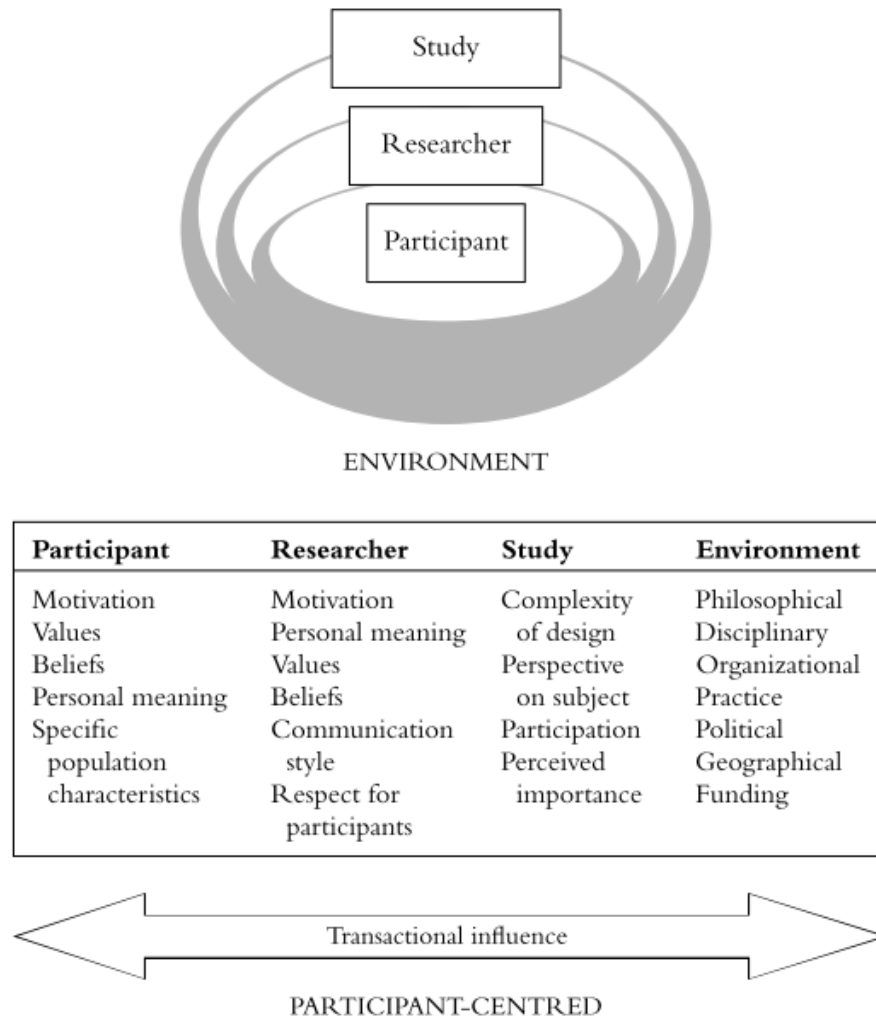 Study
Researcher
Participant
ENVIRONMENT
Participant Researcher Study Environment
Motivation Motivation Complexity Philosophical
Values Personal meaning of design Disciplinary
Beliefs Values Perspective Organizational
Personal meaning Beliefs on subject Practice
Specific Communication Participation Political
population style Perceived Geographical
characteristics Respect for importance Funding
participants
Transactional influence
PARTICIPANT-CENTRED